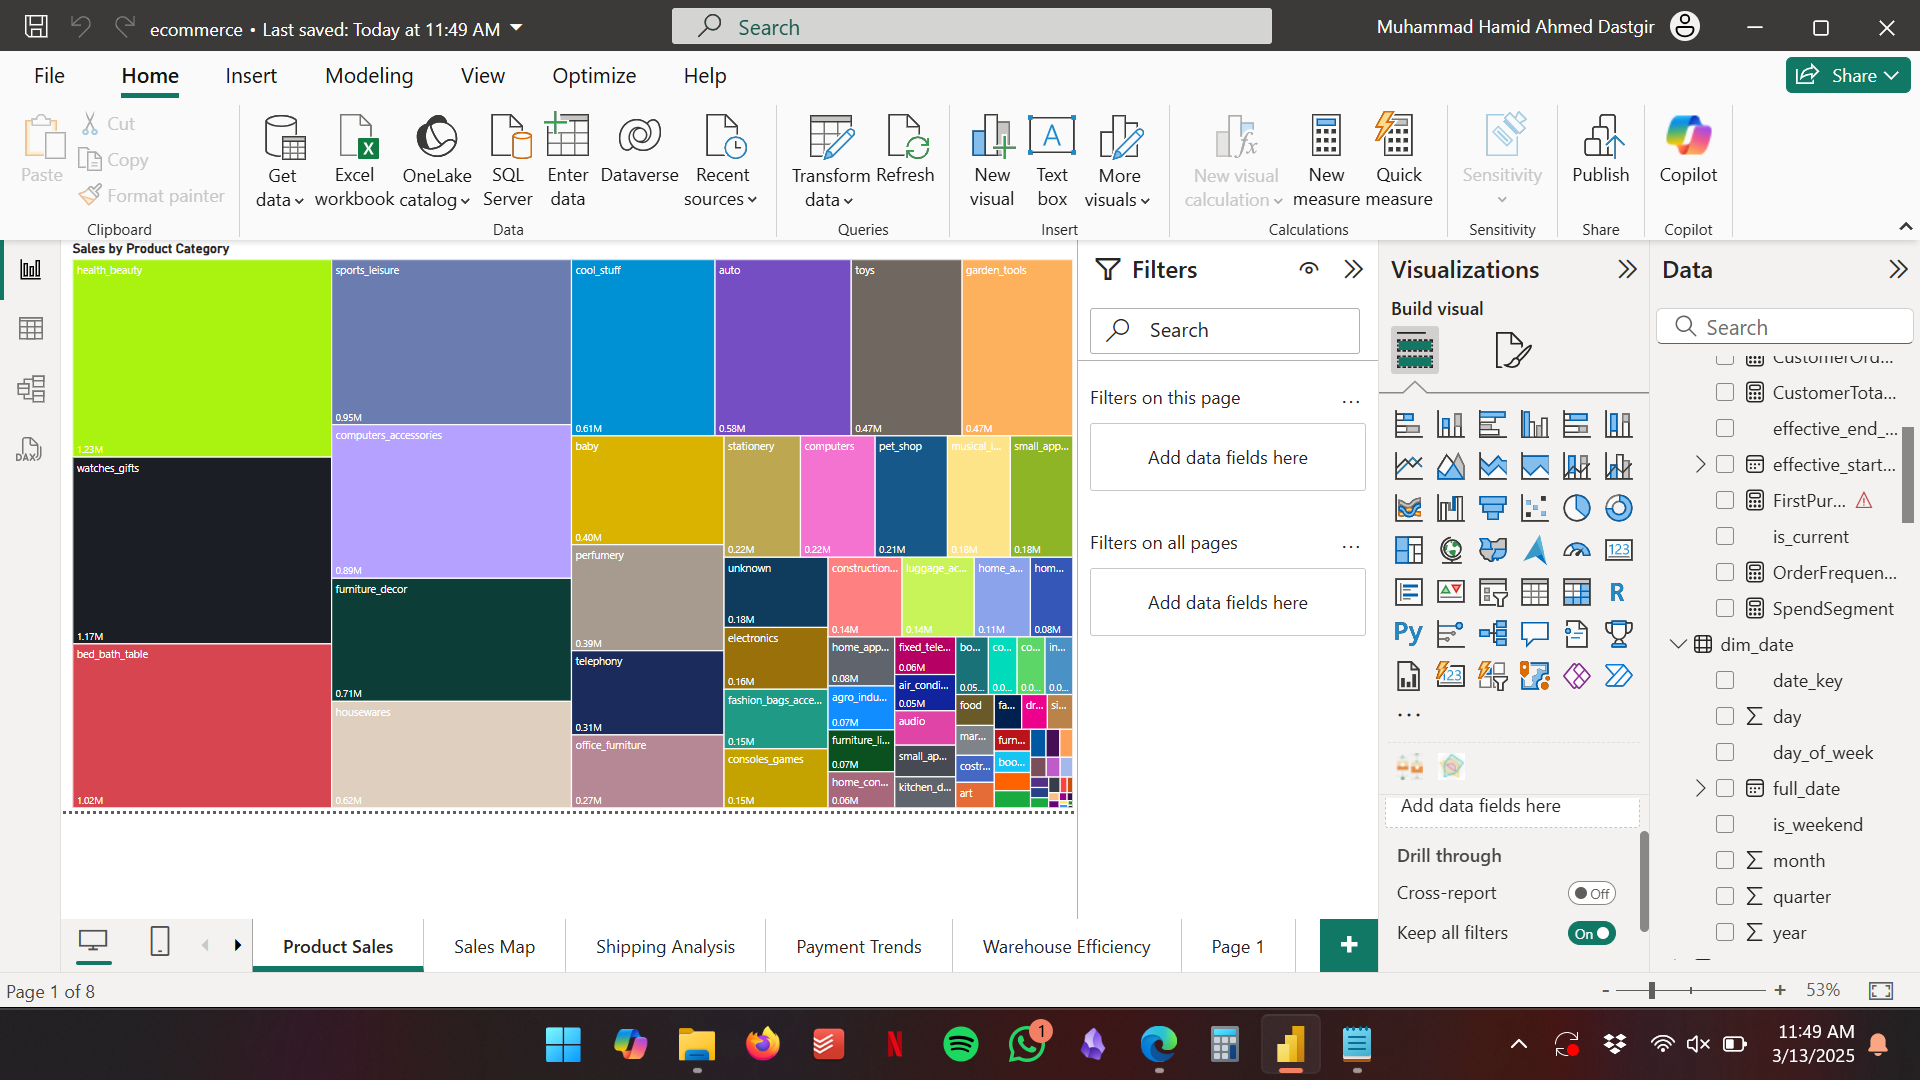 ecommerce • Last saved: Today at 11:49 AM
Search
Muhammad Hamid Ahmed Dastgir
File
Home
Insert
Modeling
View
Optimize
Help
Share
Paste
Cut
Copy
Format painter
Clipboard
Get data
Excel workbook
OneLake catalog
SQL Server
Enter data
Dataverse
Recent sources
Data
Transform data
Refresh
Queries
New visual
Text box
More visuals
Insert
New visual calculation
New measure
Quick measure
Calculations
Sensitivity
Sensitivity
Publish
Share
Copilot
Copilot
DAX
Sales by Product Category
health_beauty
1.23M
watches_gifts
1.17M
bed_bath_table
1.02M
sports_leisure
0.95M
computers_accessories
0.89M
furniture_decor
0.71M
housewares
0.62M
cool_stuff
0.61M
auto
0.58M
toys
0.47M
garden_tools
0.47M
baby
0.40M
perfumery
0.39M
telephony
0.31M
office_furniture
0.27M
stationery
0.22M
computers
0.22M
pet_shop
0.21M
musical_i...
0.18M
small_app...
0.18M
unknown
0.18M
electronics
0.16M
fashion_bags_acce...
0.15M
consoles_games
0.15M
construction...
0.14M
luggage_ac...
0.14M
home_a...
0.11M
hom...
0.08M
home_app...
0.08M
agro_indu...
0.07M
furniture_li...
0.07M
home_con...
0.06M
fixed_tele...
0.06M
air_condi...
0.05M
audio
small_ap...
kitchen_d...
bo...
0.05...
co...
0.0...
co...
0.0...
in...
0.0...
food
fa...
dr...
si...
mar...
furn...
costr...
boo...
art
Filters
Search
Filters on this page
...
Add data fields here
Filters on all pages
...
Add data fields here
Visualizations
Build visual
123
R
Py
123
...
Add data fields here
Drill through
Cross-report
Off
Keep all filters
On
Data
Search
CustomerOrd...
CustomerTota...
effective_end_...
effective_start...
FirstPur...
is_current
OrderFrequen...
SpendSegment
dim_date
date_key
day
day_of_week
full_date
is_weekend
month
quarter
year
Product Sales
Sales Map
Shipping Analysis
Payment Trends
Warehouse Efficiency
Page 1
+
Page 1 of 8
- + 53%
N
1
11:49 AM
3/13/2025